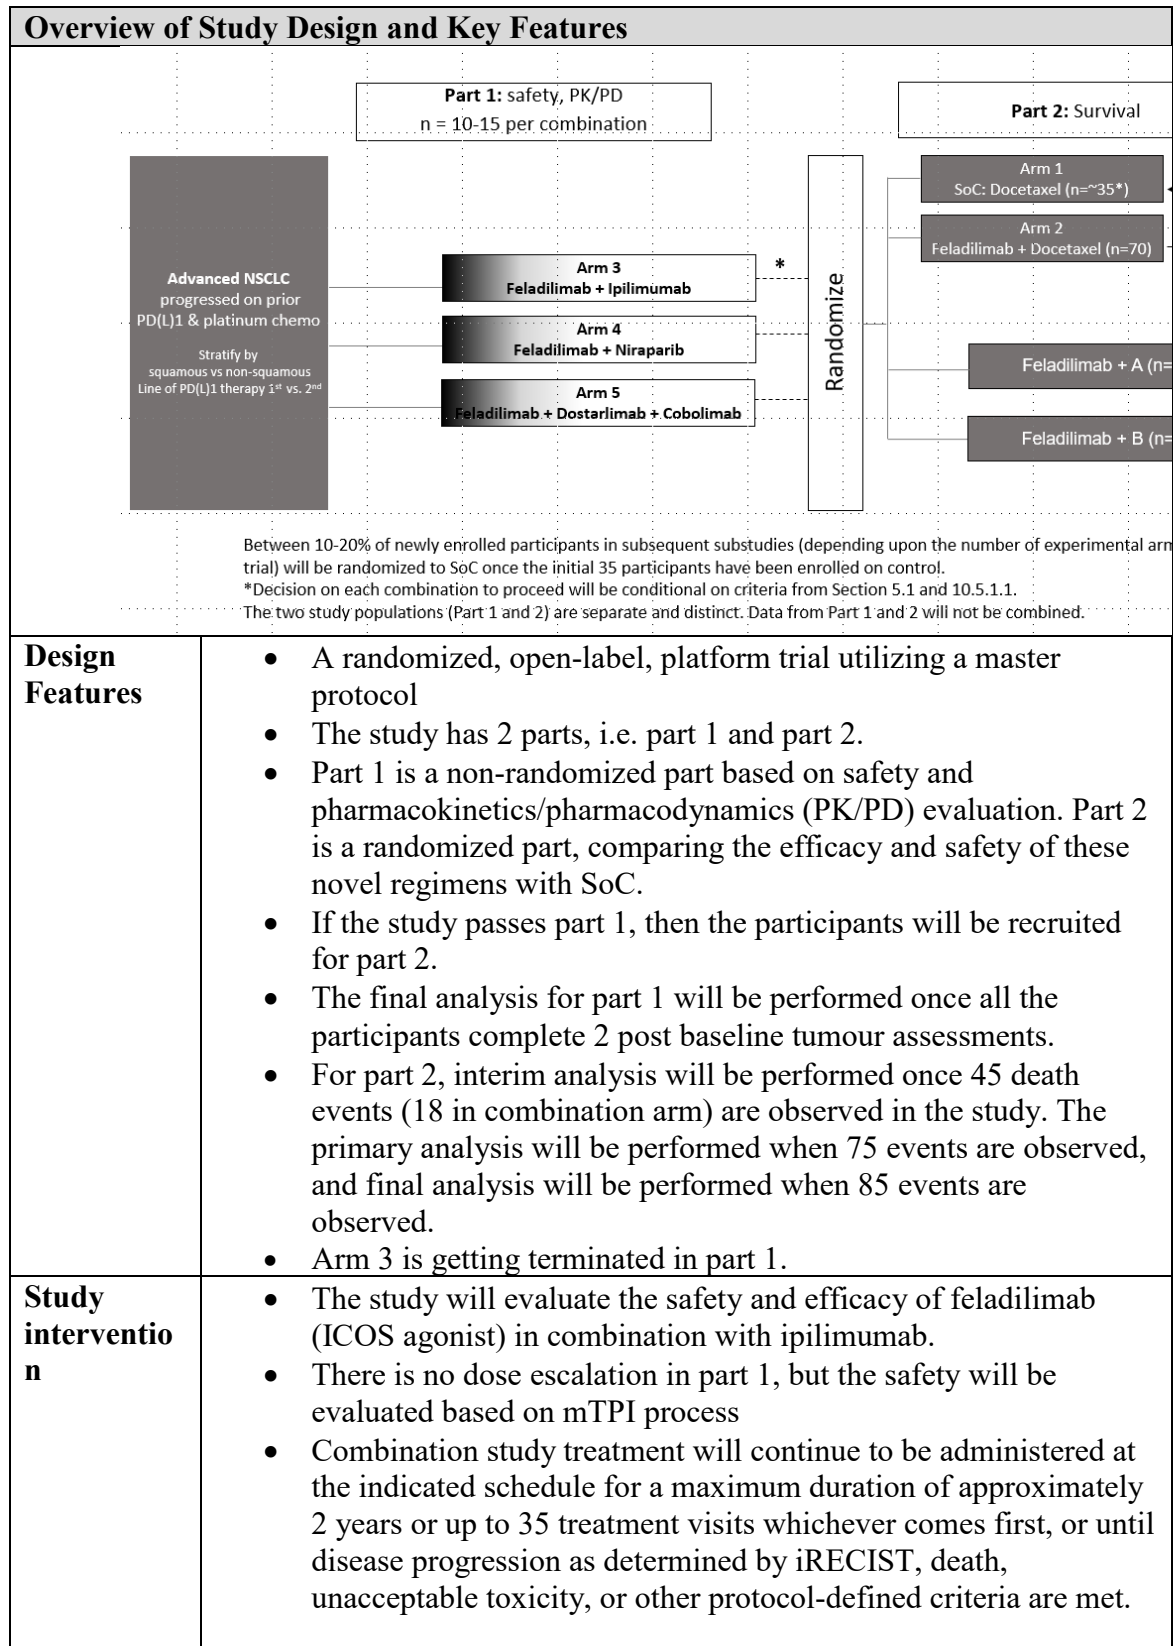 Overview of Study Design and Key Features
Part 1: safety, PK/PD
n = 10-15 per combination
Part 2: Survival
Arm 1
SoC: Docetaxel (n=~35*)
Arm 2
Feladilimab + Docetaxel (n=70)
Advanced NSCLC
progressed on prior
PD(L)1 & platinum chemo
Stratify by
squamous vs non-squamous
Line of PD(L)1 therapy 1st vs. 2nd
Arm 3
Feladilimab + Ipilimumab
*
Arm 4
Feladilimab + Niraparib
Arm 5
Feladilimab + Dostarlimab + Cobolimab
Randomize
Feladilimab + A (n=
Feladilimab + B (n=
Between 10-20% of newly enrolled participants in subsequent substudies (depending upon the number of experimental arm
trial) will be randomized to SoC once the initial 35 participants have been enrolled on control.
*Decision on each combination to proceed will be conditional on criteria from Section 5.1 and 10.5.1.1.
The two study populations (Part 1 and 2) are separate and distinct. Data from Part 1 and 2 will not be combined.
Design
Features
• A randomized, open-label, platform trial utilizing a master
protocol
• The study has 2 parts, i.e. part 1 and part 2.
• Part 1 is a non-randomized part based on safety and
pharmacokinetics/pharmacodynamics (PK/PD) evaluation. Part 2
is a randomized part, comparing the efficacy and safety of these
novel regimens with SoC.
• If the study passes part 1, then the participants will be recruited
for part 2.
• The final analysis for part 1 will be performed once all the
participants complete 2 post baseline tumour assessments.
• For part 2, interim analysis will be performed once 45 death
events (18 in combination arm) are observed in the study. The
primary analysis will be performed when 75 events are observed,
and final analysis will be performed when 85 events are
observed.
• Arm 3 is getting terminated in part 1.
Study
interventio
n
• The study will evaluate the safety and efficacy of feladilimab
(ICOS agonist) in combination with ipilimumab.
• There is no dose escalation in part 1, but the safety will be
evaluated based on mTPI process
• Combination study treatment will continue to be administered at
the indicated schedule for a maximum duration of approximately
2 years or up to 35 treatment visits whichever comes first, or until
disease progression as determined by iRECIST, death,
unacceptable toxicity, or other protocol-defined criteria are met.